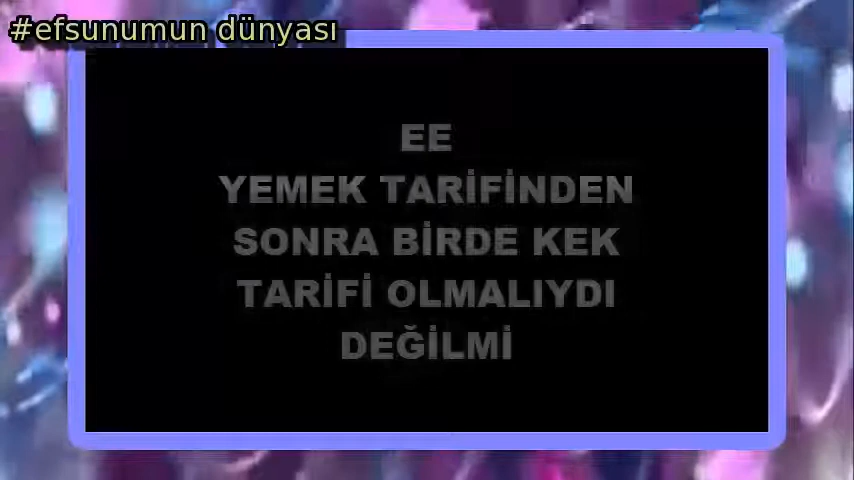 #efsunumun dünyası
EE
YEMEK TARİFİNDEN
SONRA BİRDE KEK
TARİFİ OLMALIYDI
DEĞİLMİ